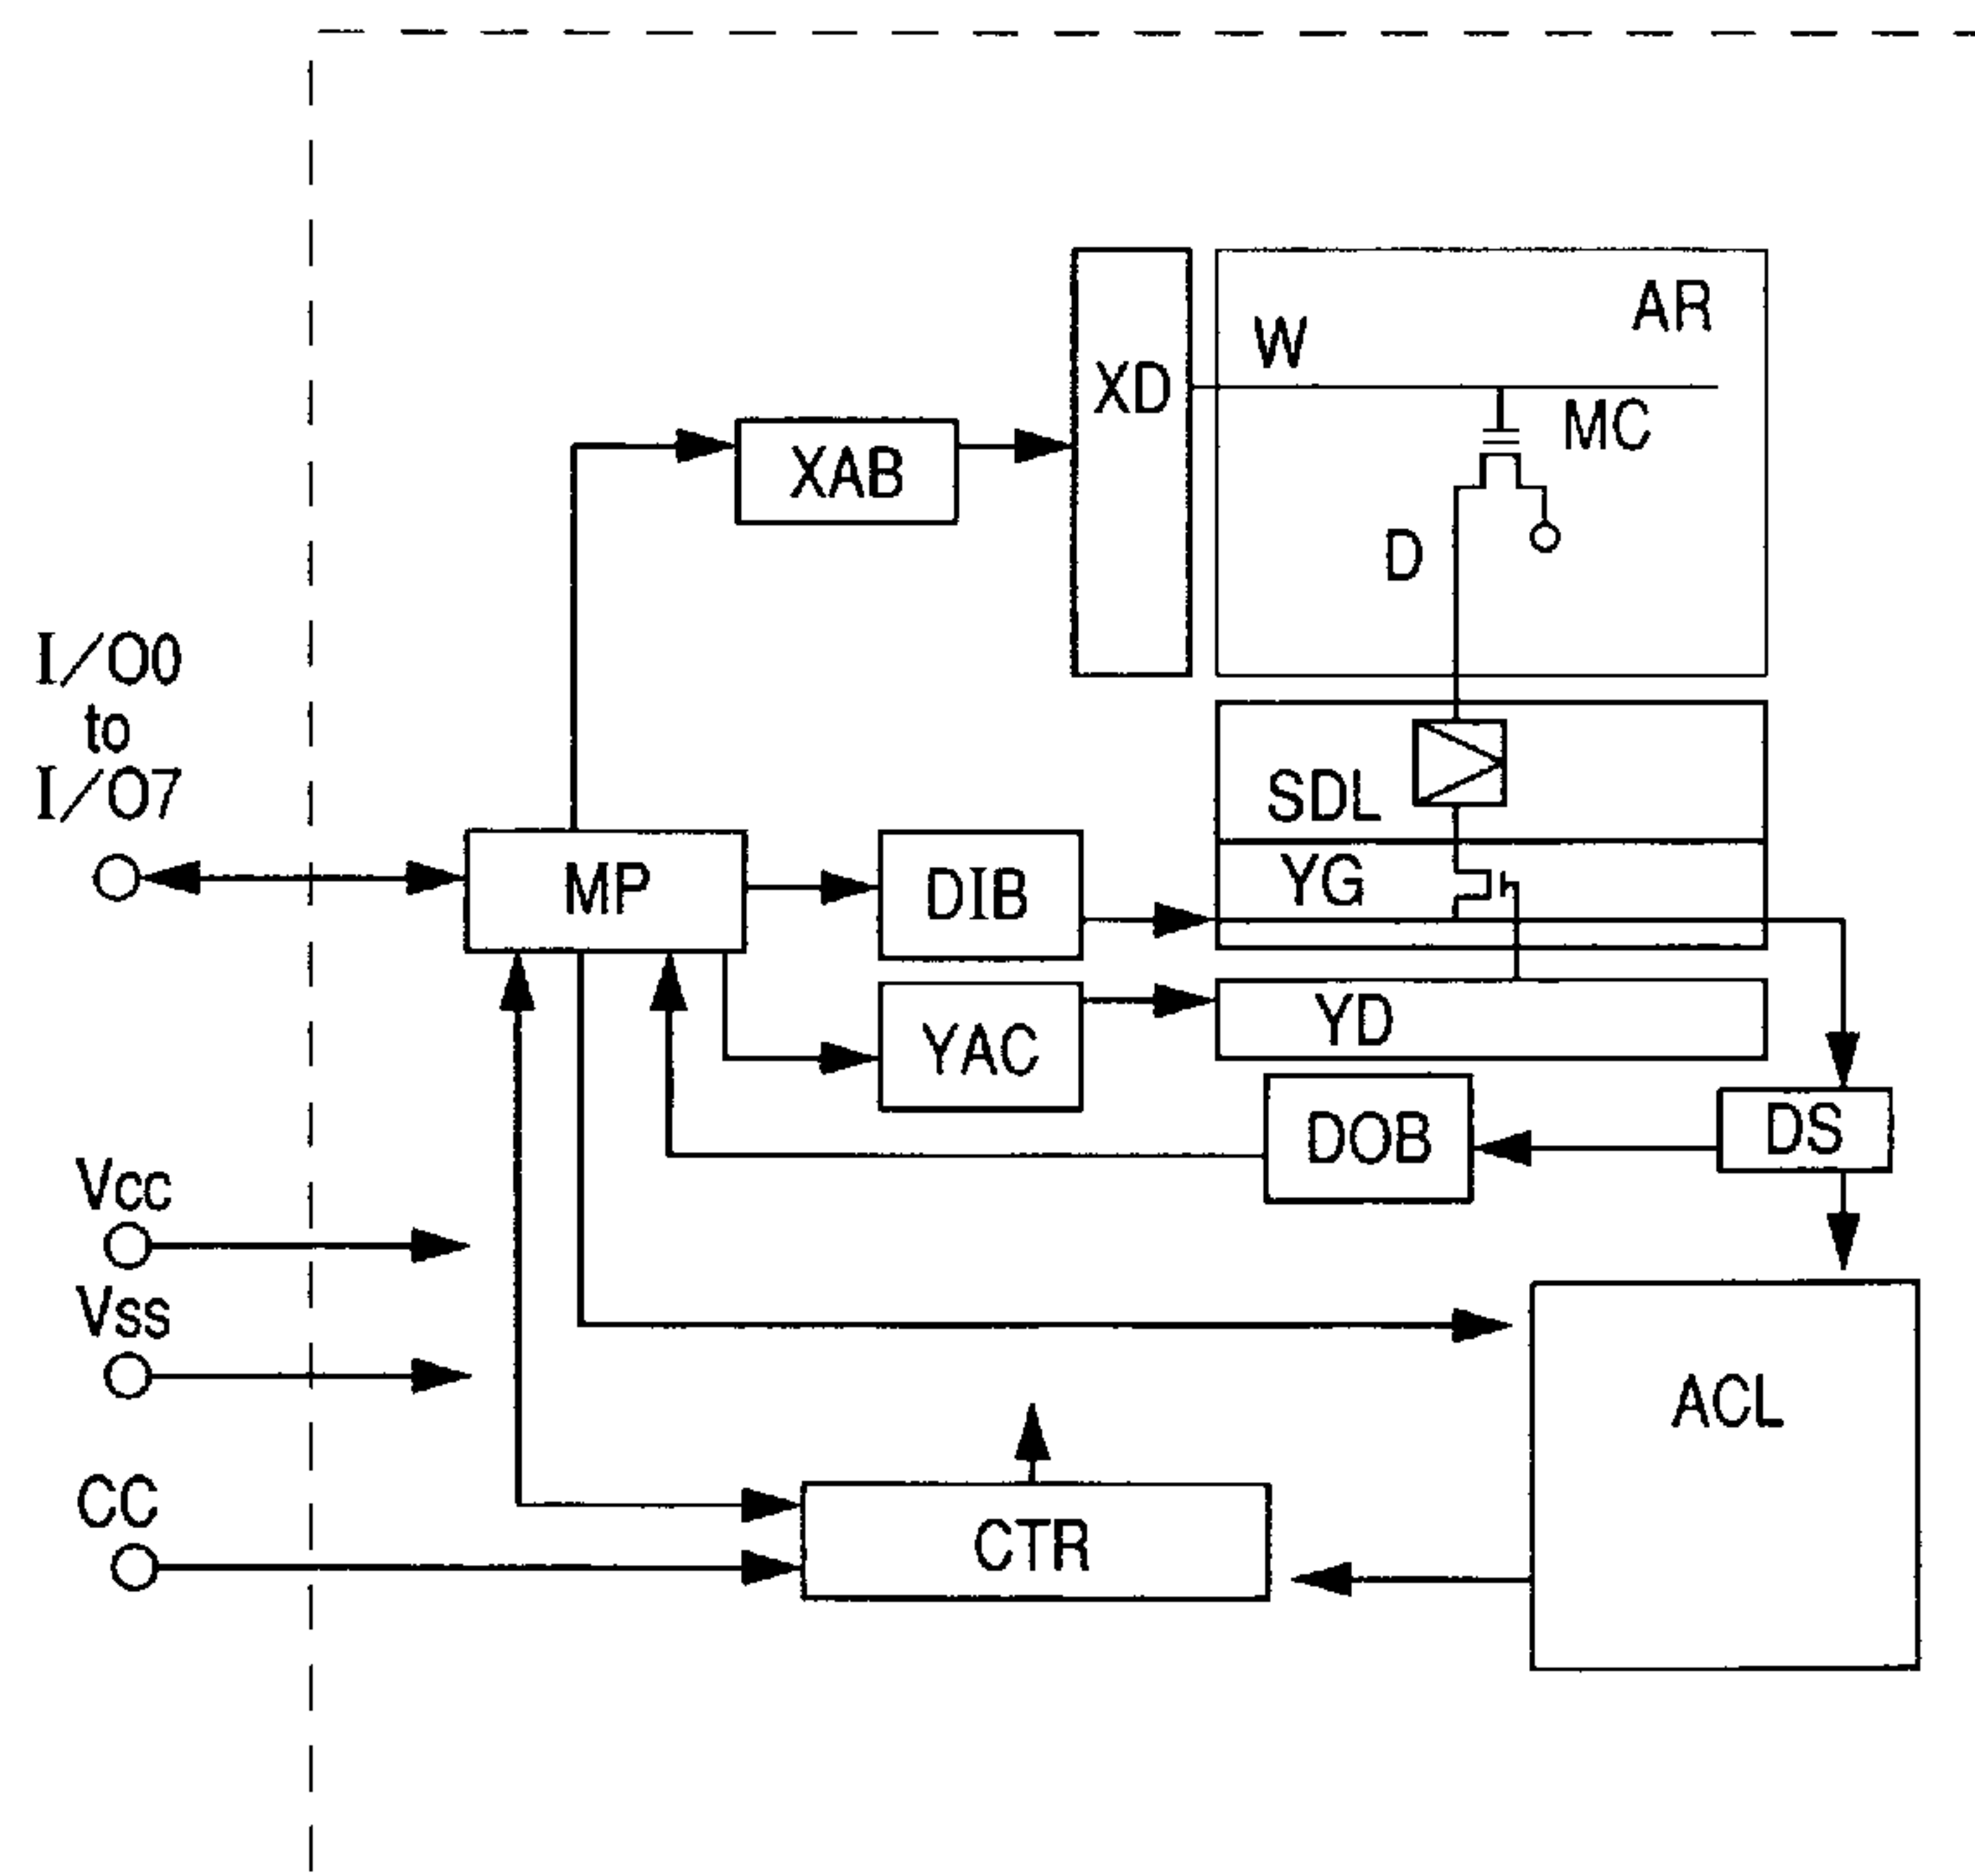 AR
W
XD
MC
XAB
D
I/O0
to
I/O7
SDL
MP
DIB
YG
YAC
YD
DOB
DS
Vcc
Vss
ACL
CC
CTR